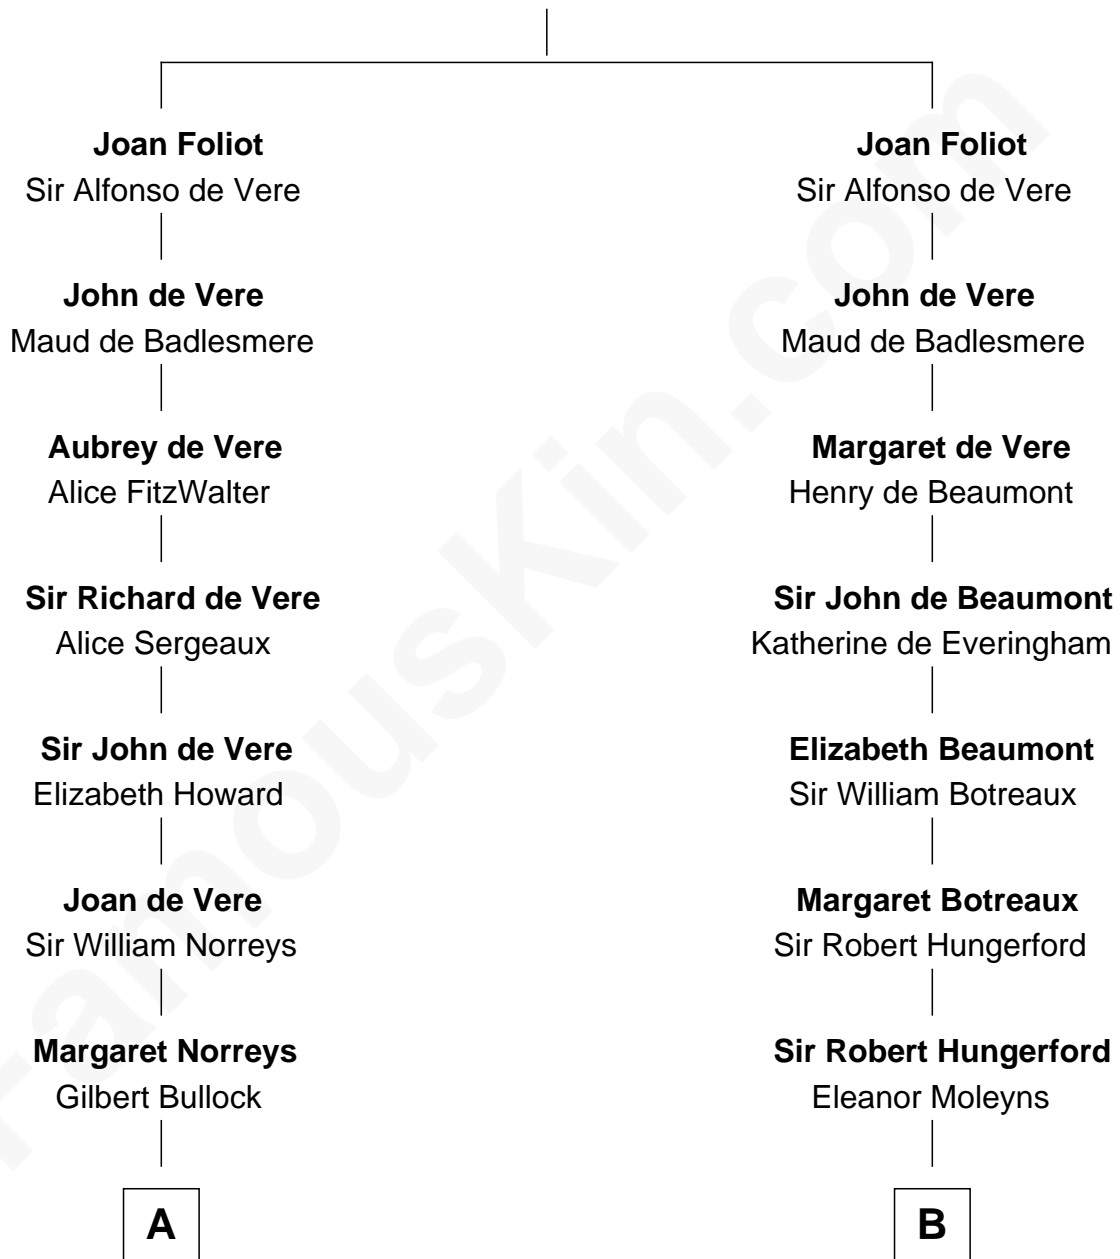 Joan Foliot
Sir Alfonso de Vere
John de Vere
Maud de Badlesmere
Aubrey de Vere
Alice FitzWalter
Sir Richard de Vere
Alice Sergeaux
Sir John de Vere
Elizabeth Howard
Joan de Vere
Sir William Norreys
Margaret Norreys
Gilbert Bullock
A
Joan Foliot
Sir Alfonso de Vere
John de Vere
Maud de Badlesmere
Margaret de Vere
Henry de Beaumont
Sir John de Beaumont
Katherine de Everingham
Elizabeth Beaumont
Sir William Botreaux
Margaret Botreaux
Sir Robert Hungerford
Sir Robert Hungerford
Eleanor Moleyns
B
FamousKin.com